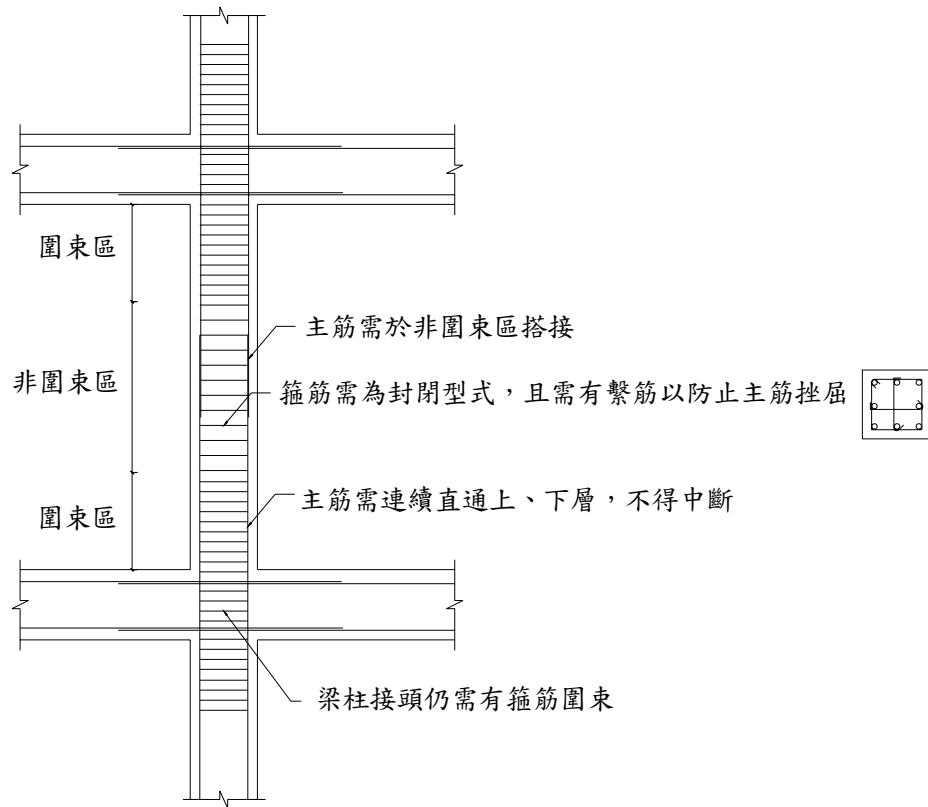 圍束區
主筋需於非圍束區搭接
非圍束區
箍筋需為封閉型式，且需有繫筋以防止主筋挫屈
主筋需連續直通上、下層，不得中斷
圍束區
梁柱接頭仍需有箍筋圍束